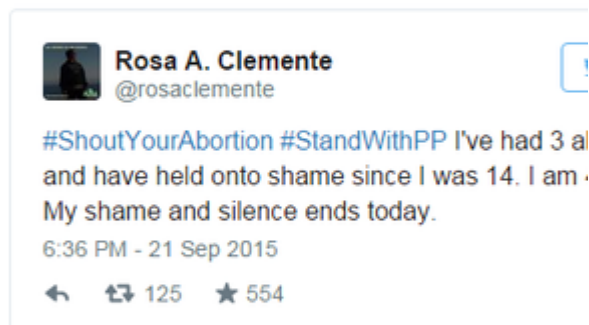 Rosa A. Clemente
@rosaclemente
#ShoutYourAbortion #StandWithPP I've had 3
and have held onto shame since I was 14. I am
My shame and silence ends today.
6:36 PM - 21 Sep 2015
125 554